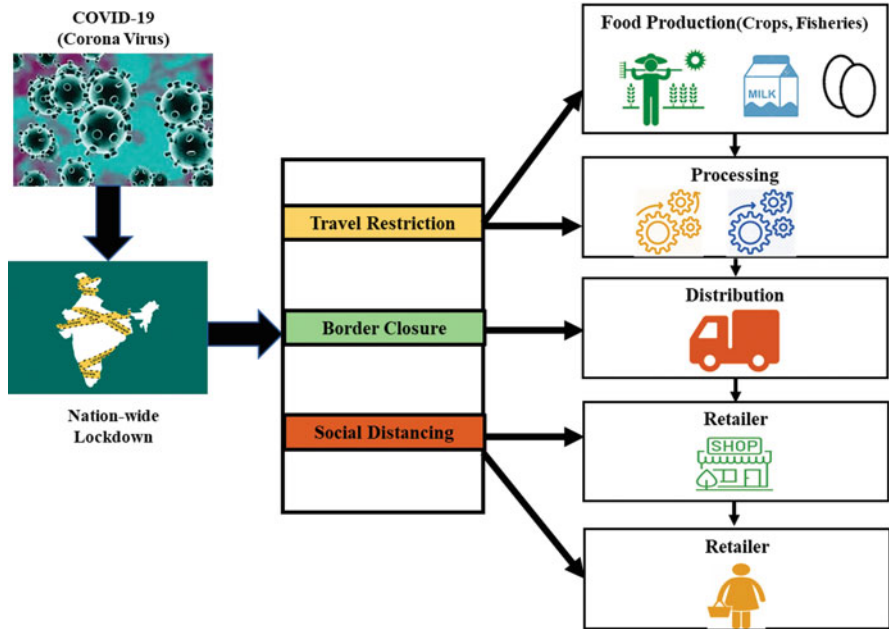 COVID-19
(Corona Virus)
Nation-wide
Lockdown
Travel Restriction
Border Closure
Social Distancing
Food Production(Crops, Fisheries)
MILK
Processing
Distribution
Retailer
SHOP
Retailer